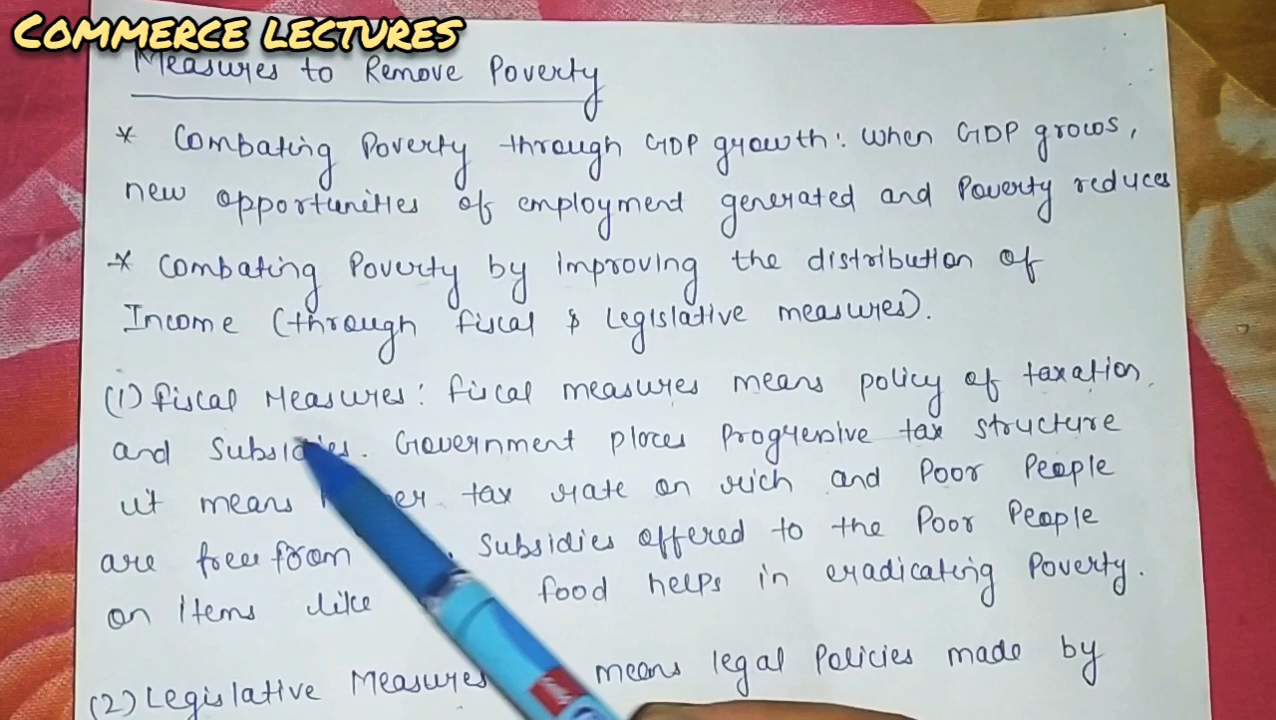 COMMERCE LECTURES
Measures to Remove Poverty
* Combating Poverty through GDP growth: When GDP grows,
new opportunities of employment generated and Poverty reduces
* Combating Poverty by improving the distribution of
Income (through fiscal & Legislative measures).
(1) Fiscal Measures: fiscal measures means policy of taxation
and Subsidies. Government places Progressive tax structure
it means tax rate on rich and Poor People
are free from Subsidies offered to the Poor People
on items like food helps in eradicating Poverty.
(2) Legislative Measures means legal Policies made by